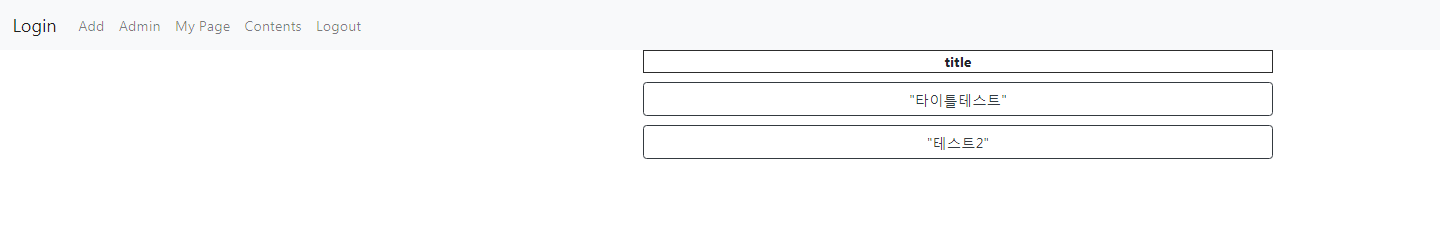 Login Add Admin My Page Contents Logout
title
"타이틀테스트"
"테스트2"